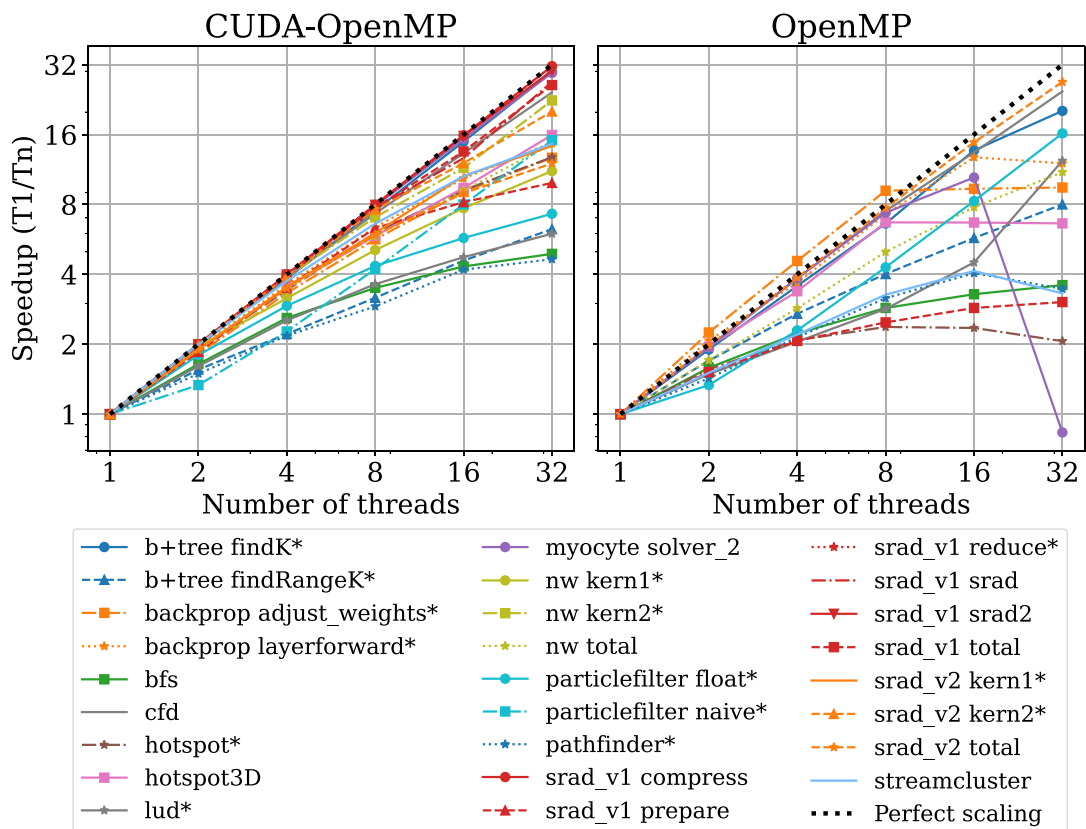 CUDA-OpenMP
OpenMP
Speedup (T1/Tn)
32
16
8
4
2
1
1 2 4 8 16 32
1 2 4 8 16 32
Number of threads
Number of threads
b+tree findK*
b+tree findRangeK*
backprop adjust_weights*
backprop layerforward*
bfs
cfd
hotspot*
hotspot3D
lud*
myocyte solver_2
nw kern1*
nw kern2*
nw total
particlefilter float*
particlefilter naive*
pathfinder*
srad_v1 compress
srad_v1 prepare
srad_v1 reduce*
srad_v1 srad
srad_v1 srad2
srad_v1 total
srad_v2 kern1*
srad_v2 kern2*
srad_v2 total
streamcluster
Perfect scaling